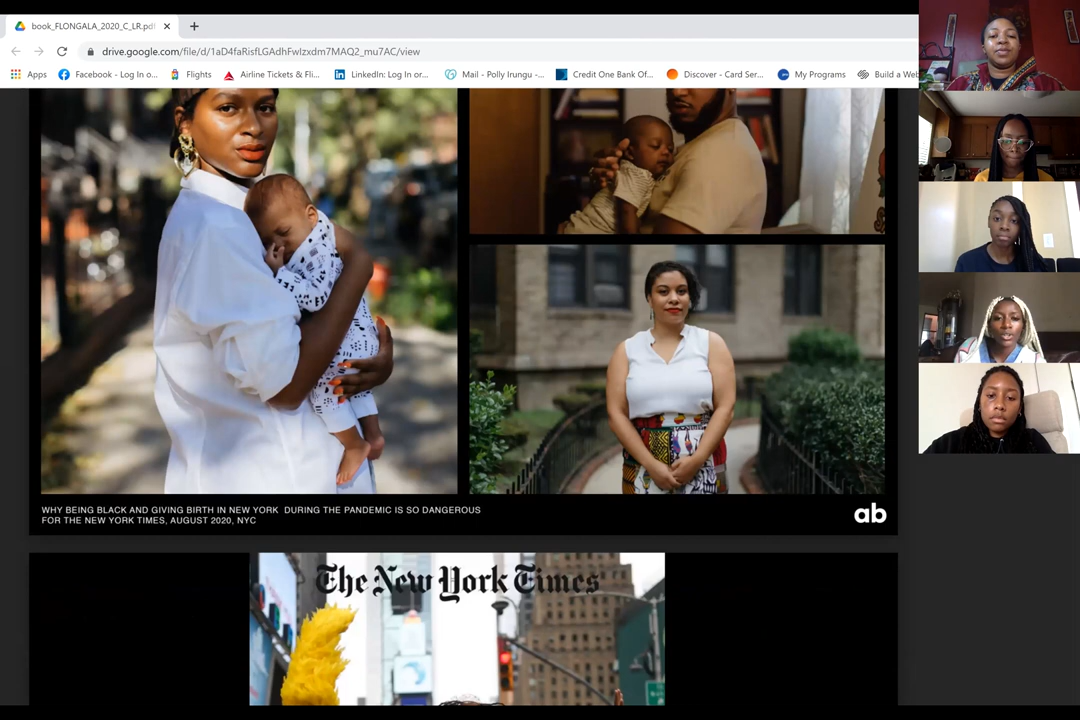 book_FLONGALA_2020_C_LR.pdf
drive.google.com/file/d/1aD4faRisfLGAdhFwIzxdm7MAQ2_mu7AC/view
Apps
Facebook - Log In o...
Flights
Airline Tickets & Fli...
LinkedIn: Log In or...
Mail - Polly Irungu -...
Credit One Bank Of...
Discover - Card Ser...
My Programs
Build a Web
WHY BEING BLACK AND GIVING BIRTH IN NEW YORK DURING THE PANDEMIC IS SO DANGEROUS
FOR THE NEW YORK TIMES, AUGUST 2020, NYC
ab
The New York Times